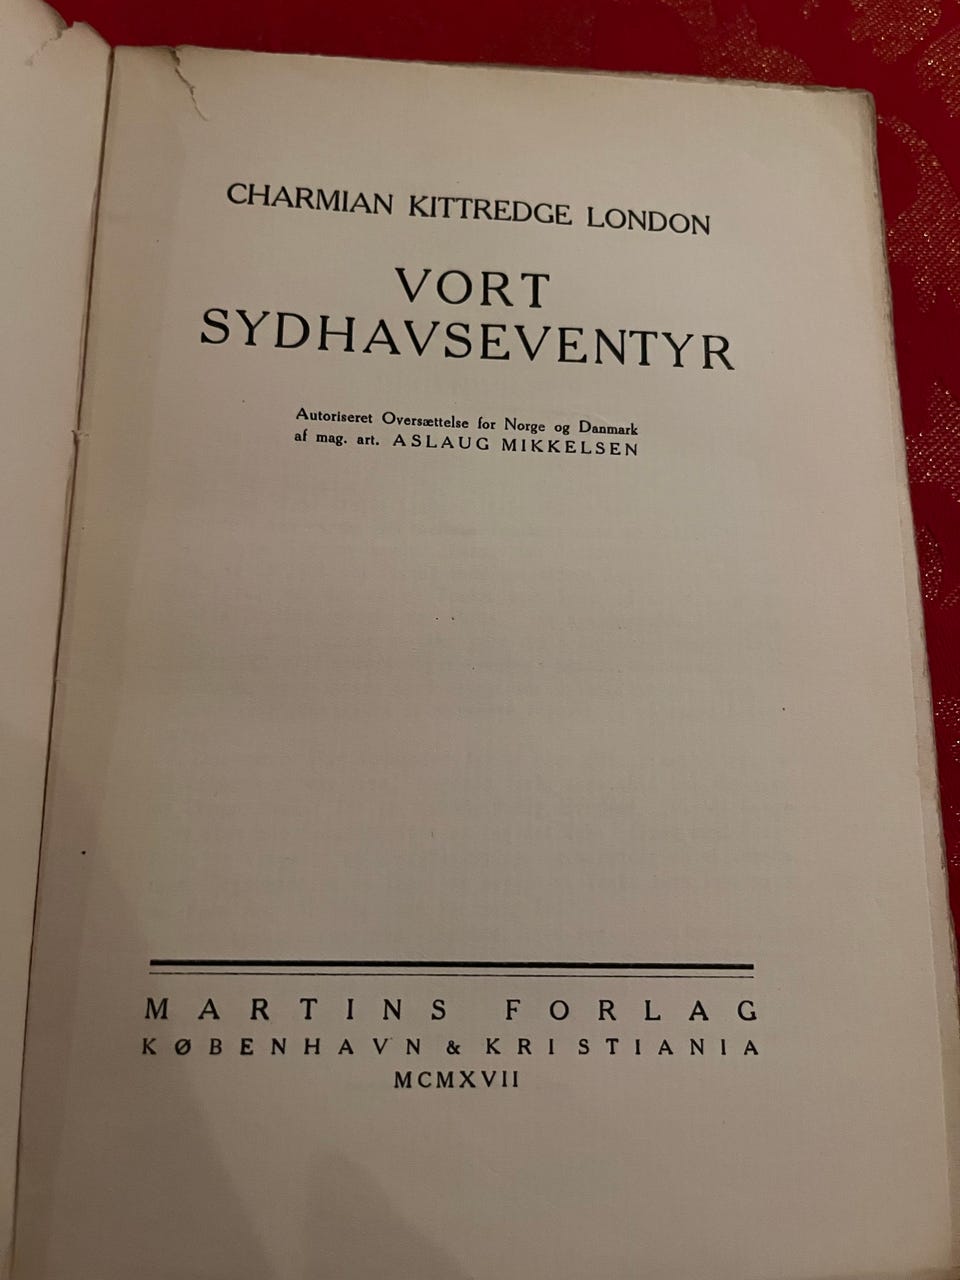 CHARMIAN KITTREDGE LONDON
VORT
SYDHAVSEVENTYR
Autoriseret Oversættelse for Norge og Danmark
af mag. art. ASLAUG MIKKELSEN
MARTINS FORLAG
KØBENHAVN & KRISTIANIA
MCMXVII